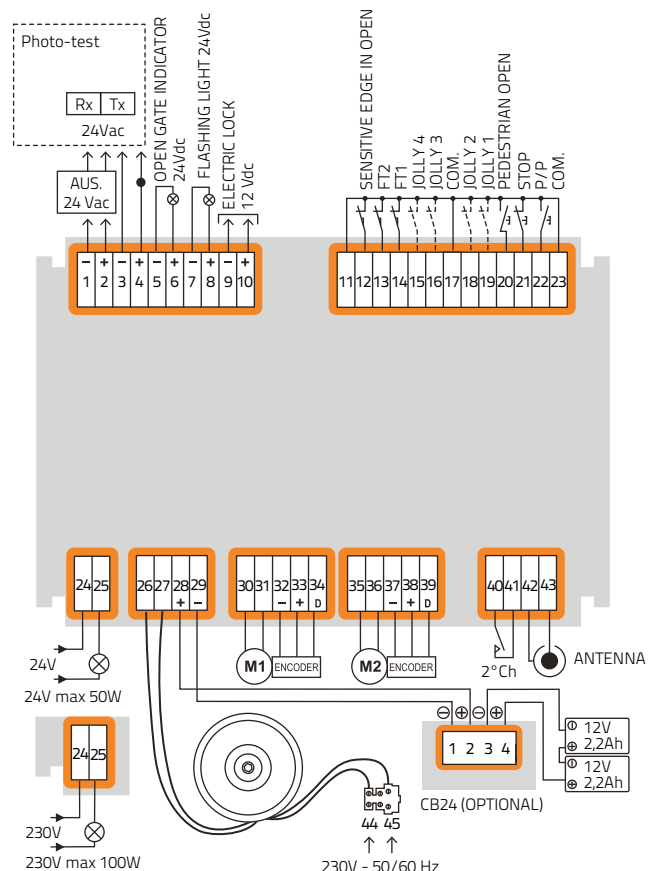 Photo-test
Rx Tx
24Vac
AUS.
24 Vac
OPEN GATE INDICATOR
24Vdc
FLASHING LIGHT 24Vdc
ELECTRIC LOCK
12 Vdc
SENSITIVE EDGE IN OPEN
FT2
FT1
JOLLY 4
JOLLY 3
COM.
JOLLY 2
JOLLY 1
PEDESTRIAN OPEN
STOP
P/P
COM.
− + − + − + − + − +
1 2 3 4 5 6 7 8 9 10
11 12 13 14 15 16 17 18 19 20 21 22 23
24 25
26 27 28 29
+ −
30 31 32 33 34
− + D
35 36 37 38 39
− + D
40 41 42 43
24V
24V max 50W
M1 ENCODER
M2 ENCODER
2°Ch
ANTENNA
24 25
230V
230V max 100W
44 45
230V - 50/60 Hz
− + − +
1 2 3 4
CB24 (OPTIONAL)
12V
+ 2,2Ah
12V
+ 2,2Ah